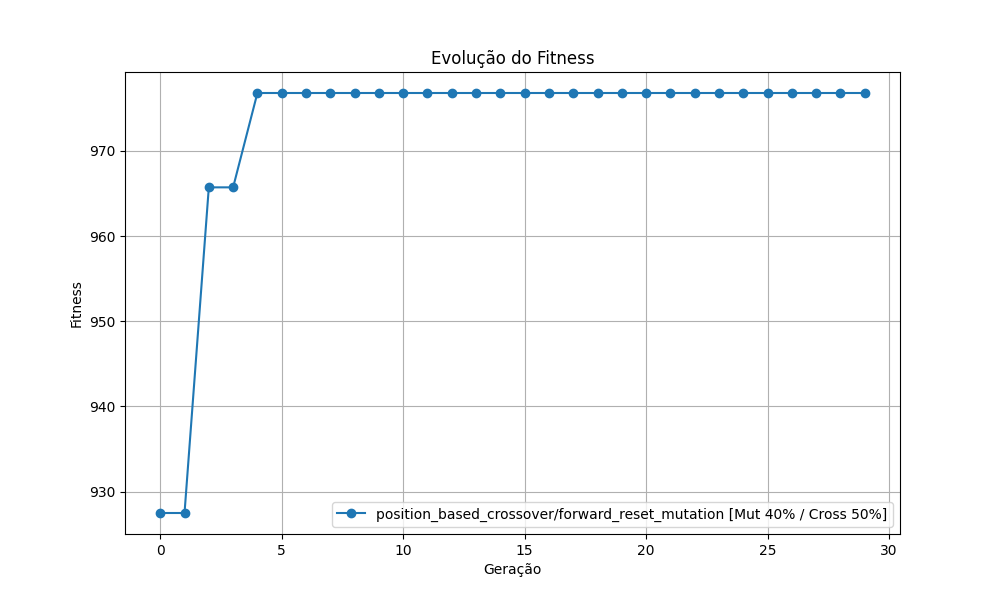 Evolução do Fitness
Fitness
970
960
950
940
930
position_based_crossover/forward_reset_mutation [Mut 40% / Cross 50%]
0 5 10 15 20 25 30
Geração